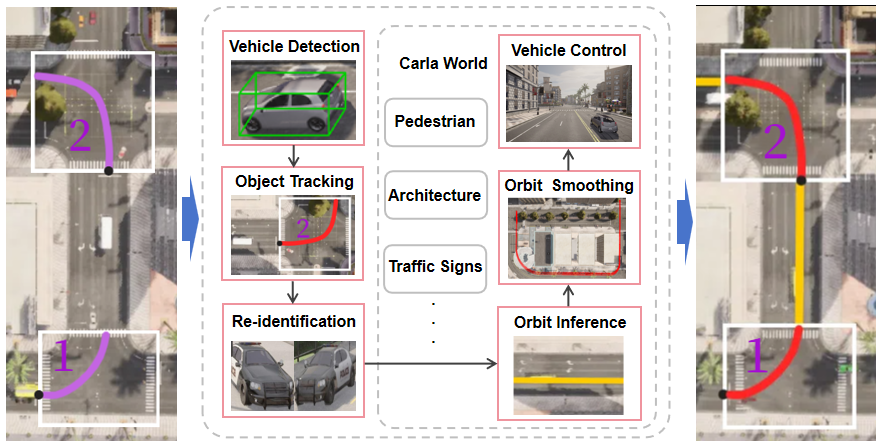 2
1
Vehicle Detection
Object Tracking
2
Re-identification
Carla World
Pedestrian
Architecture
Traffic Signs
.
.
.
Vehicle Control
Orbit Smoothing
Orbit Inference
2
1